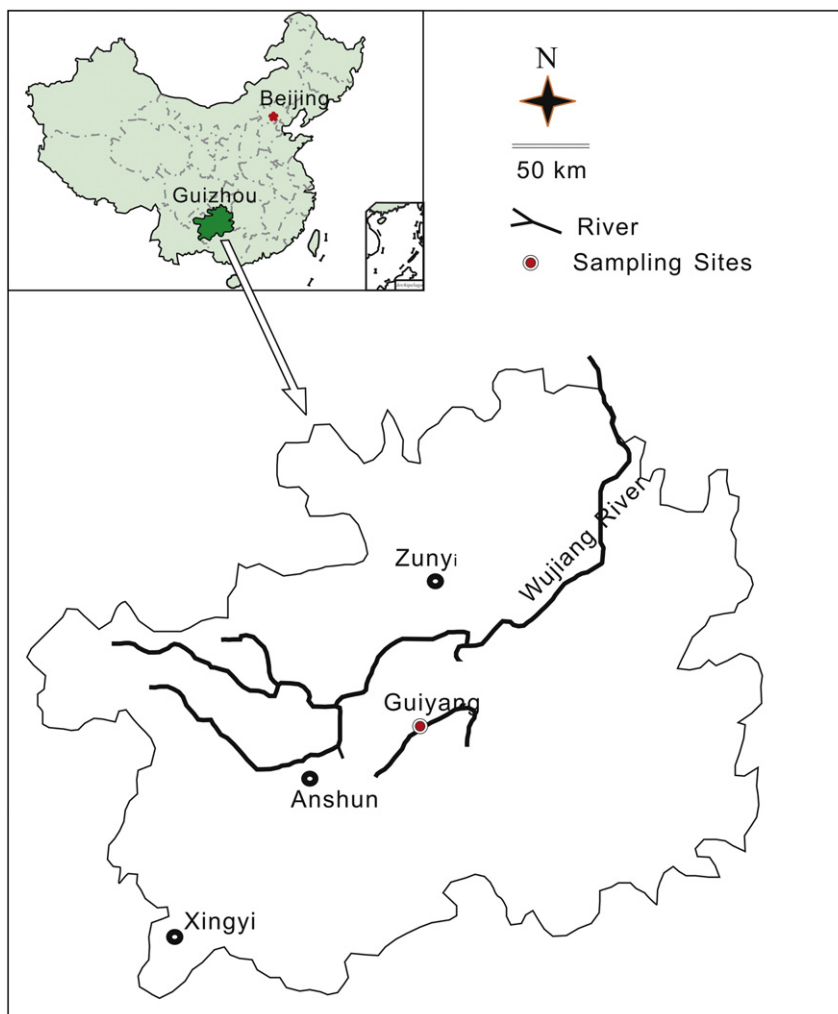 Beijing
Guizhou
N
50 km
River
Sampling Sites
Zunyi
Wujiang River
Guiyang
Anshun
Xingyi